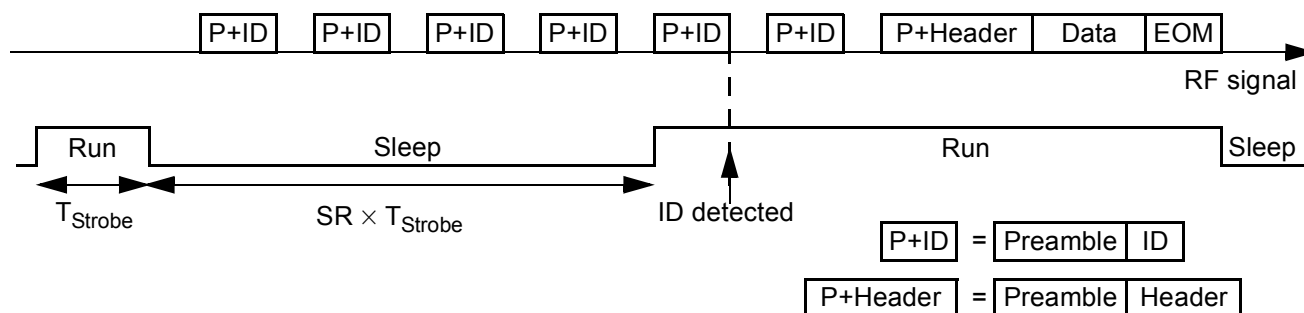 P+ID P+ID P+ID P+ID P+ID P+ID P+Header Data EOM
RF signal
Run Sleep Run Sleep
TStrobe SR × TStrobe ID detected
P+ID = Preamble ID
P+Header = Preamble Header